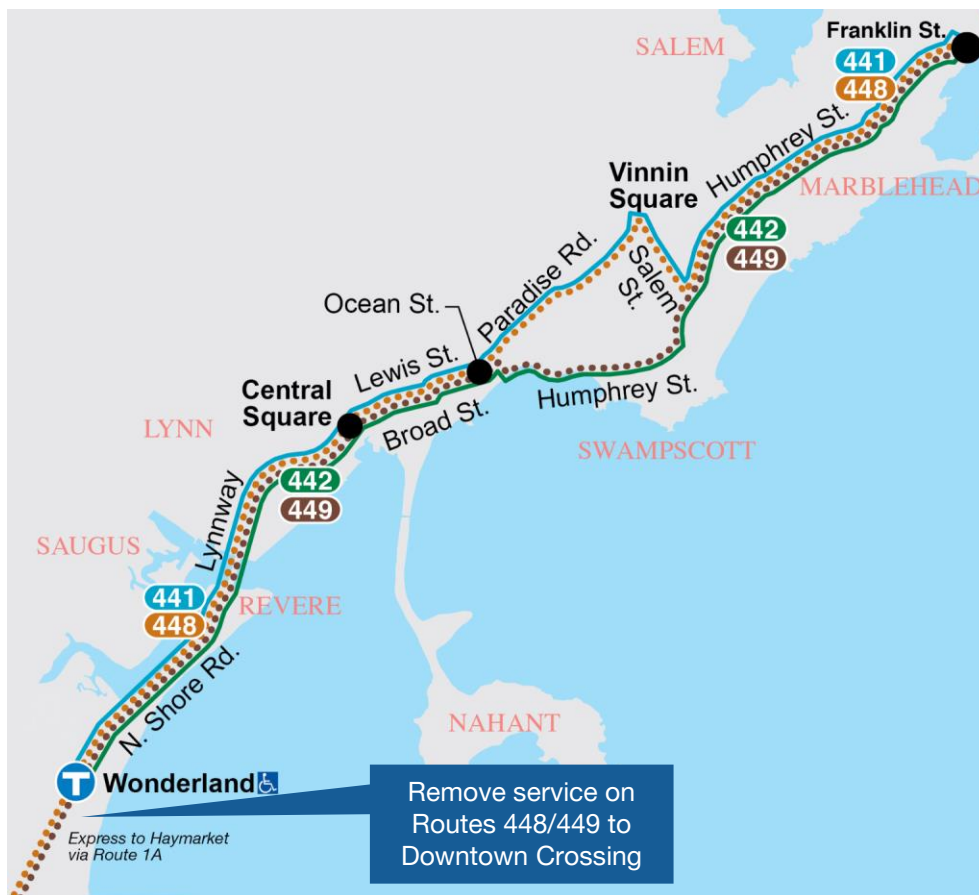 SALEM
Franklin St.
441
448
Humphrey St.
MARBLEHEAD
Vinnin
Square
442
449
Salem
St.
Paradise Rd.
Ocean St.
Lewis St.
Central
Square
Broad St.
Humphrey St.
LYNN
SWAMPSCOTT
442
449
Lynnway
SAUGUS
441
448
REVERE
N. Shore Rd.
NAHANT
T Wonderland
Express to Haymarket
via Route 1A
Remove service on
Routes 448/449 to
Downtown Crossing